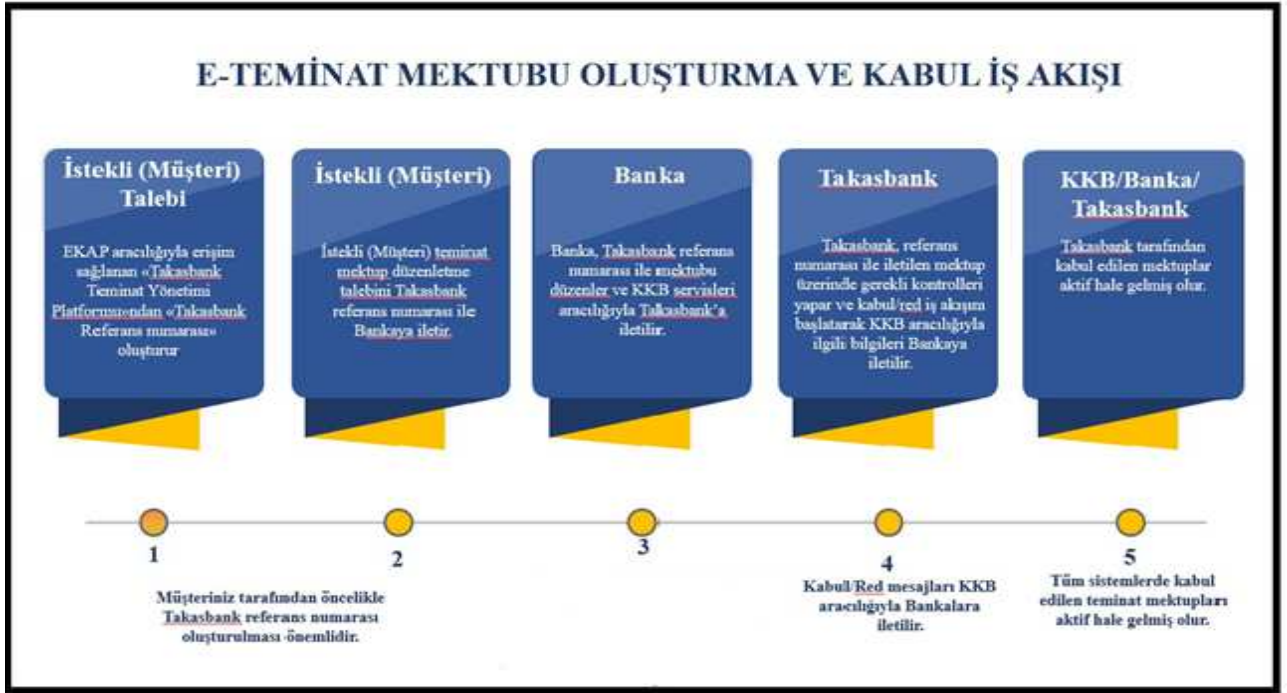 E-TEMİNAT MEKTUBU OLUŞTURMA VE KABUL İŞ AKIŞI
İstekli (Müşteri)
Talebi
EKAP aracılığıyla erişim
sağlanan «Takasbank
Teminat Yönetimi
Platformu»ndan «Takasbank
Referans numarası»
oluşturur
İstekli (Müşteri)
İstekli (Müşteri) teminat
mektup düzenletme
talebini Takasbank
referans numarası ile
Bankaya iletir.
Banka
Banka, Takasbank referans
numarası ile mektubu
düzenler ve KKB servisleri
aracılığıyla Takasbank'a
iletilir.
Takasbank
Takasbank, referans
numarası ile iletilen mektup
üzerinde gerekli kontrolleri
yapar ve kabul/red iş akışını
başlatarak KKB aracılığıyla
ilgili bilgileri Bankaya
iletilir.
KKB/Banka/
Takasbank
Takasbank tarafından
kabul edilen mektuplar
aktif hale gelmiş olur.
1
2
3
4
5
Müşteriniz tarafından öncelikle
Takasbank referans numarası
oluşturulması önemlidir.
Kabul/Red mesajları KKB
aracılığıyla Bankalara
iletilir.
Tüm sistemlerde kabul
edilen teminat mektupları
aktif hale gelmiş olur.